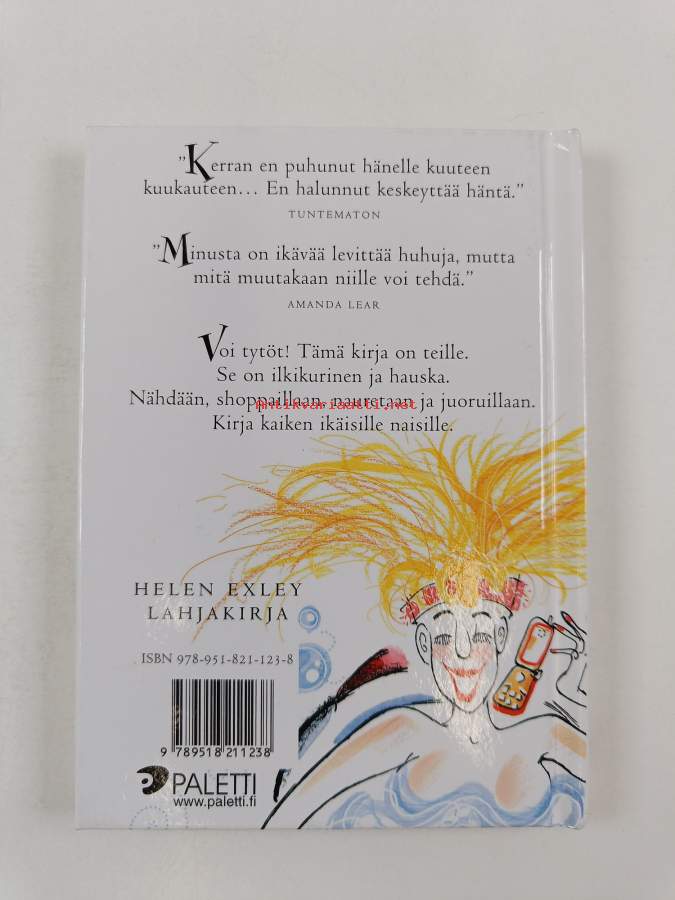 "Kerran en puhunut hänelle kuuteen
kuukauteen... En halunnut keskeyttää häntä."
TUNTEMATON
"Minusta on ikävää levittää huhuja, mutta
mitä muutakaan niille voi tehdä."
AMANDA LEAR
Voi tytöt! Tämä kirja on teille.
Se on ilkikurinen ja hauska.
Nähdään, shoppaillaan, nauretaan ja juoruillaan.
Antikvariaatti.net
Kirja kaiken ikäisille naisille.
HELEN EXLEY
LAHJAKIRJA
ISBN 978-951-821-123-8
9 789518 211238
PALETTI
www.paletti.fi